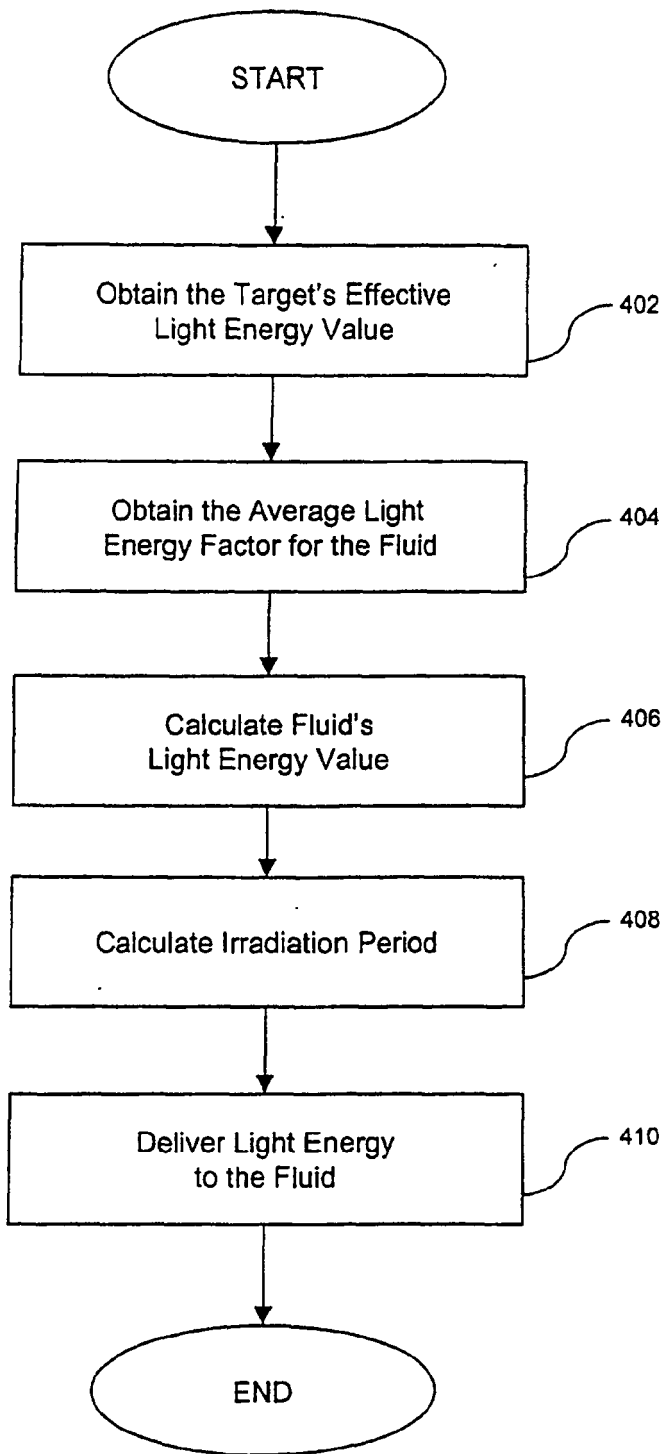 START
Obtain the Target's Effective
Light Energy Value
402
Obtain the Average Light
Energy Factor for the Fluid
404
Calculate Fluid's
Light Energy Value
406
Calculate Irradiation Period
408
Deliver Light Energy
to the Fluid
410
END